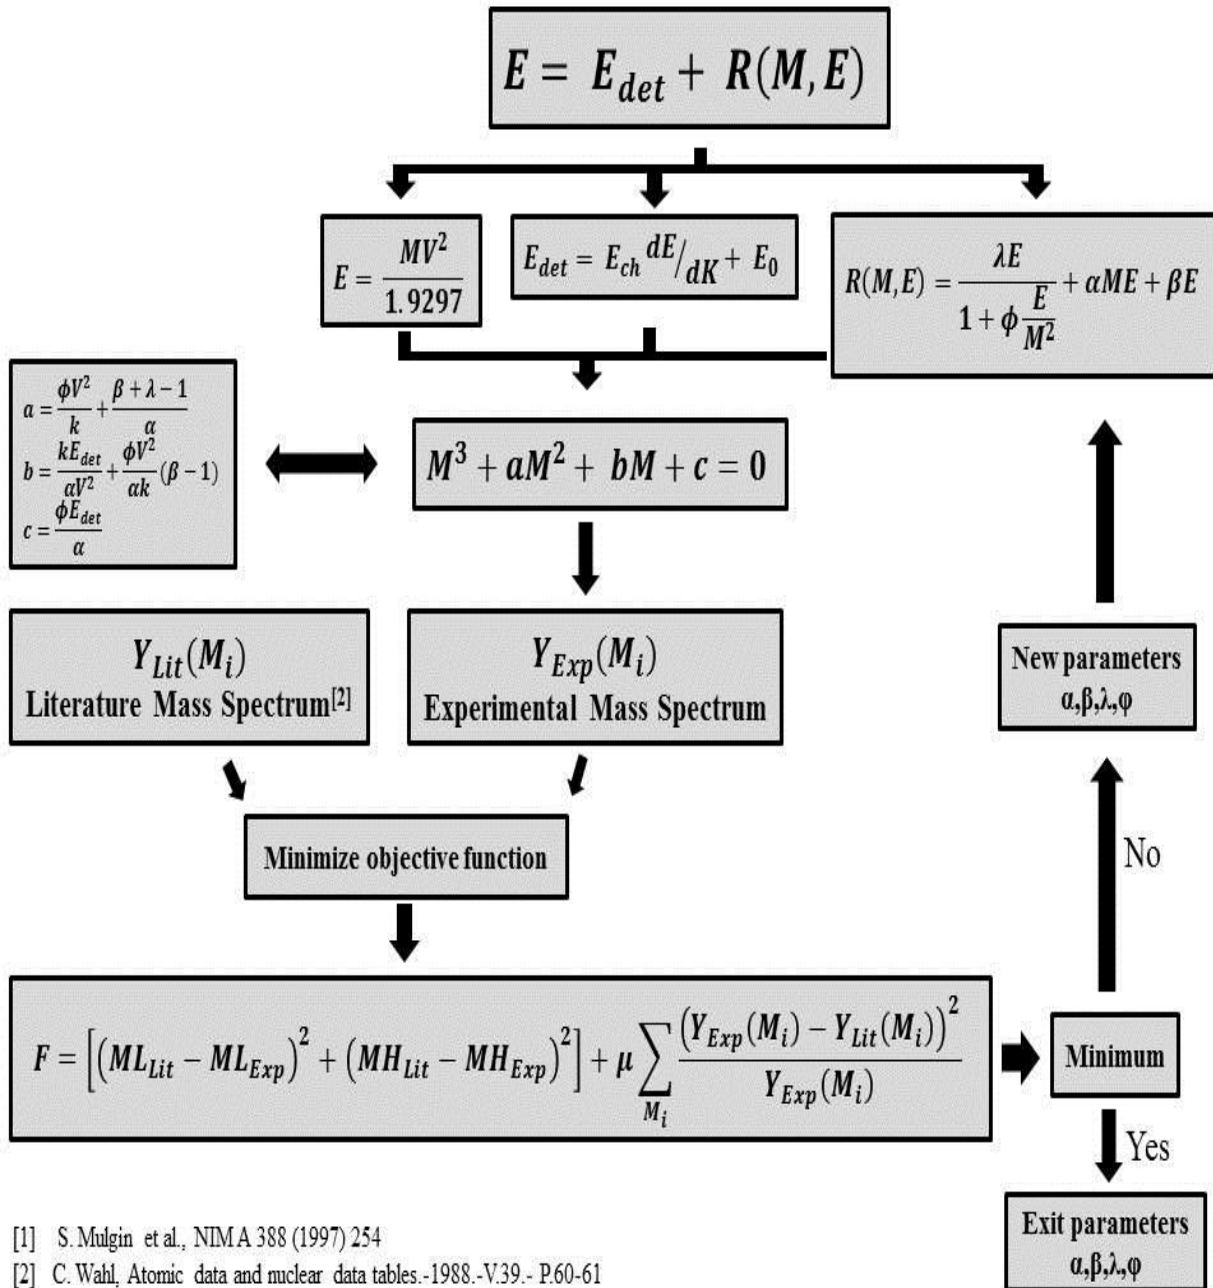 E = E_det + R(M, E)
E = MV² / 1.9297
E_det = E_ch dE/dK + E_0
R(M, E) = λE / (1 + ϕ E/M²) + αME + βE
a = ϕV²/k + (β + λ − 1)/α
b = kE_det/αV² + ϕV²/αk (β − 1)
c = ϕE_det/α
M³ + aM² + bM + c = 0
Y_Lit(M_i)
Literature Mass Spectrum[2]
Y_Exp(M_i)
Experimental Mass Spectrum
New parameters
α,β,λ,φ
Minimize objective function
No
F = [(ML_Lit − ML_Exp)² + (MH_Lit − MH_Exp)²] + μ ∑_{M_i} (Y_Exp(M_i) − Y_Lit(M_i))² / Y_Exp(M_i)
Minimum
Yes
Exit parameters
α,β,λ,φ
[1] S. Mulgin et al., NIM A 388 (1997) 254
[2] C. Wahl, Atomic data and nuclear data tables.-1988.-V.39.- P.60-61